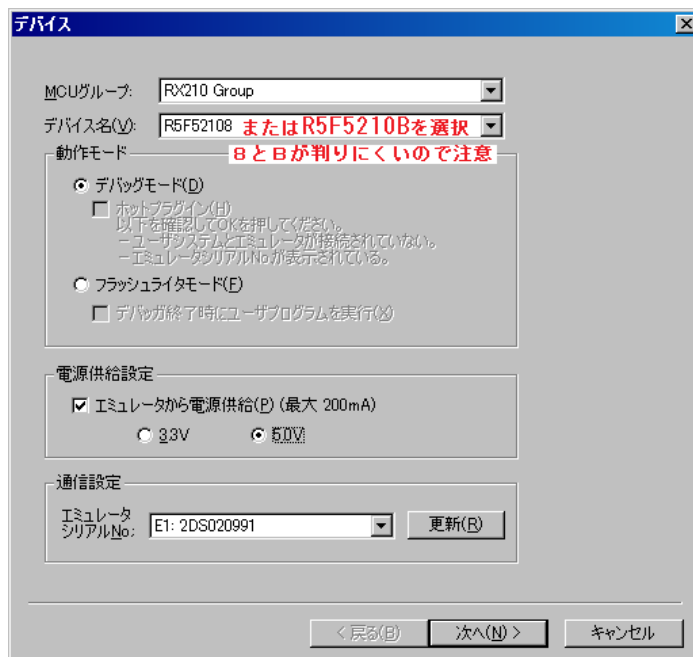 デバイス
MCUグループ: RX210 Group
デバイス名(V): R5F52108 またはR5F5210Bを選択
8とBが判りにくいので注意
動作モード
デバッグモード(D)
ホットプラグイン(H)
以下を確認してOKを押してください。
－ユーザシステムとエミュレータが接続されていない。
－エミュレータシリアルNoが表示されている。
フラッシュライタモード(F)
デバッガ終了時にユーザプログラムを実行(X)
電源供給設定
エミュレータから電源供給(P) (最大 200mA)
3.3V 5.0V
通信設定
エミュレータ
シリアルNo: E1: 2DS020991 更新(R)
< 戻る(B) 次へ(N) > キャンセル